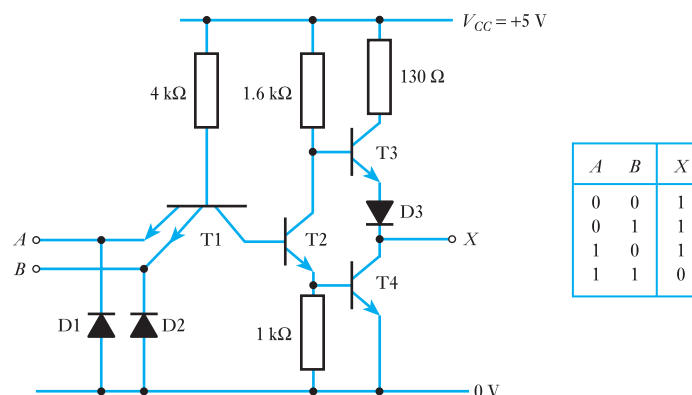 V_CC = +5 V
4 kΩ
1.6 kΩ
130 Ω
T3
D3
A
T1
T2
X
B
T4
D1
D2
1 kΩ
0 V
A B X
0 0 1
0 1 1
1 0 1
1 1 0